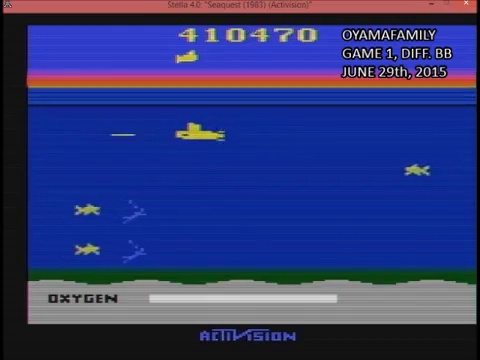 Stella 4.0: "Seaquest (1983) (Activision)"
410470
OYAMAFAMILY
GAME 1, DIFF. BB
JUNE 29th, 2015
OXYGEN
ACTIVISION